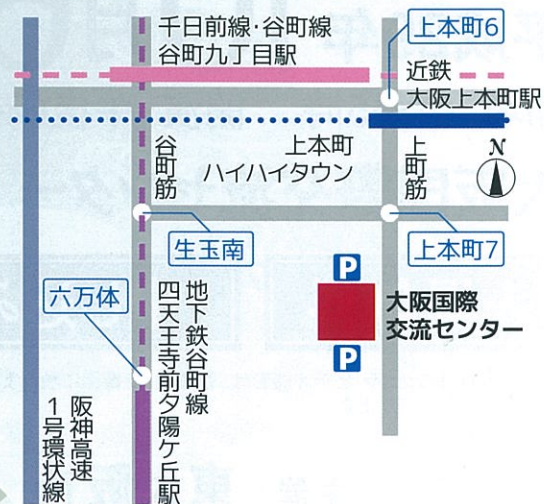 千日前線・谷町線
谷町九丁目駅
上本町6
近鉄
大阪上本町駅
谷町筋
上本町
ハイハイタウン
上町筋
N
生玉南
上本町7
六万体
P
大阪国際
交流センター
P
地下鉄谷町線
四天王寺前夕陽ケ丘駅
阪神高速
1号環状線